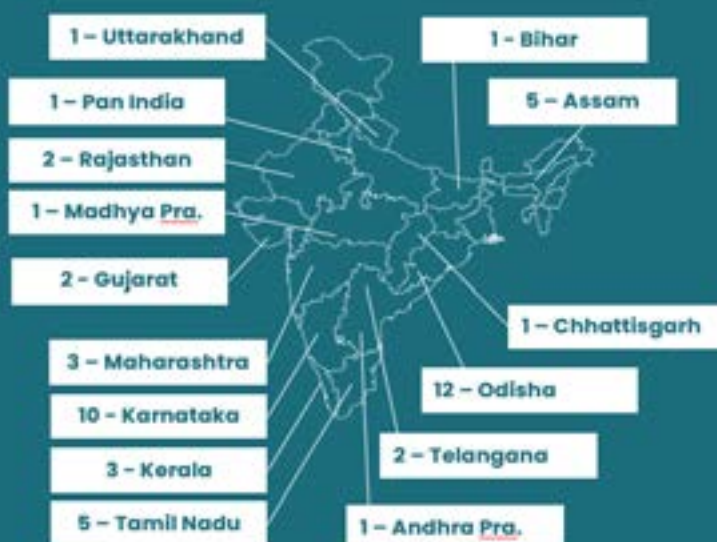 1 – Uttarakhand
1 - Bihar
1 – Pan India
5 – Assam
2 – Rajasthan
1 – Madhya Pra.
2 - Gujarat
1 – Chhattisgarh
3 – Maharashtra
12 – Odisha
10 - Karnataka
2 – Telangana
3 – Kerala
5 – Tamil Nadu
1 – Andhra Pra.